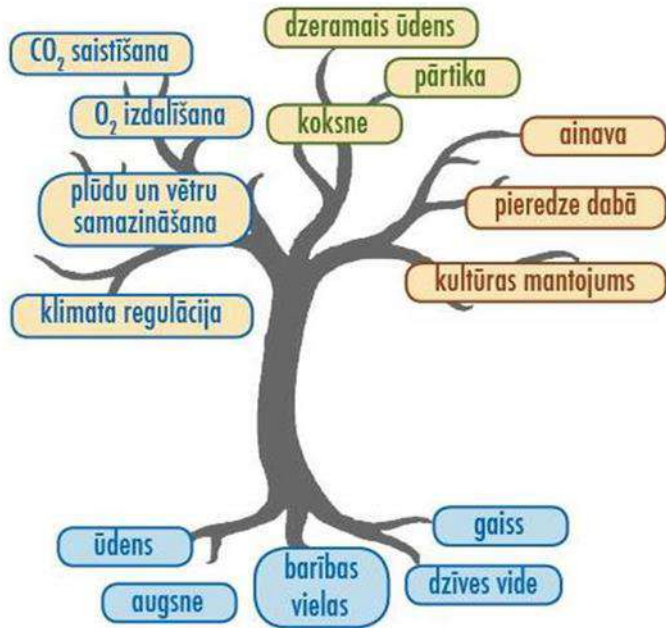 CO₂ saistīšana
O₂ izdalīšana
plūdu un vētru
samazināšana
klimata regulācija
dzeramais ūdens
pārtika
koksne
ainava
pieredze dabā
kultūras mantojums
ūdens
augsne
barības
vielas
gaiss
dzīves vide